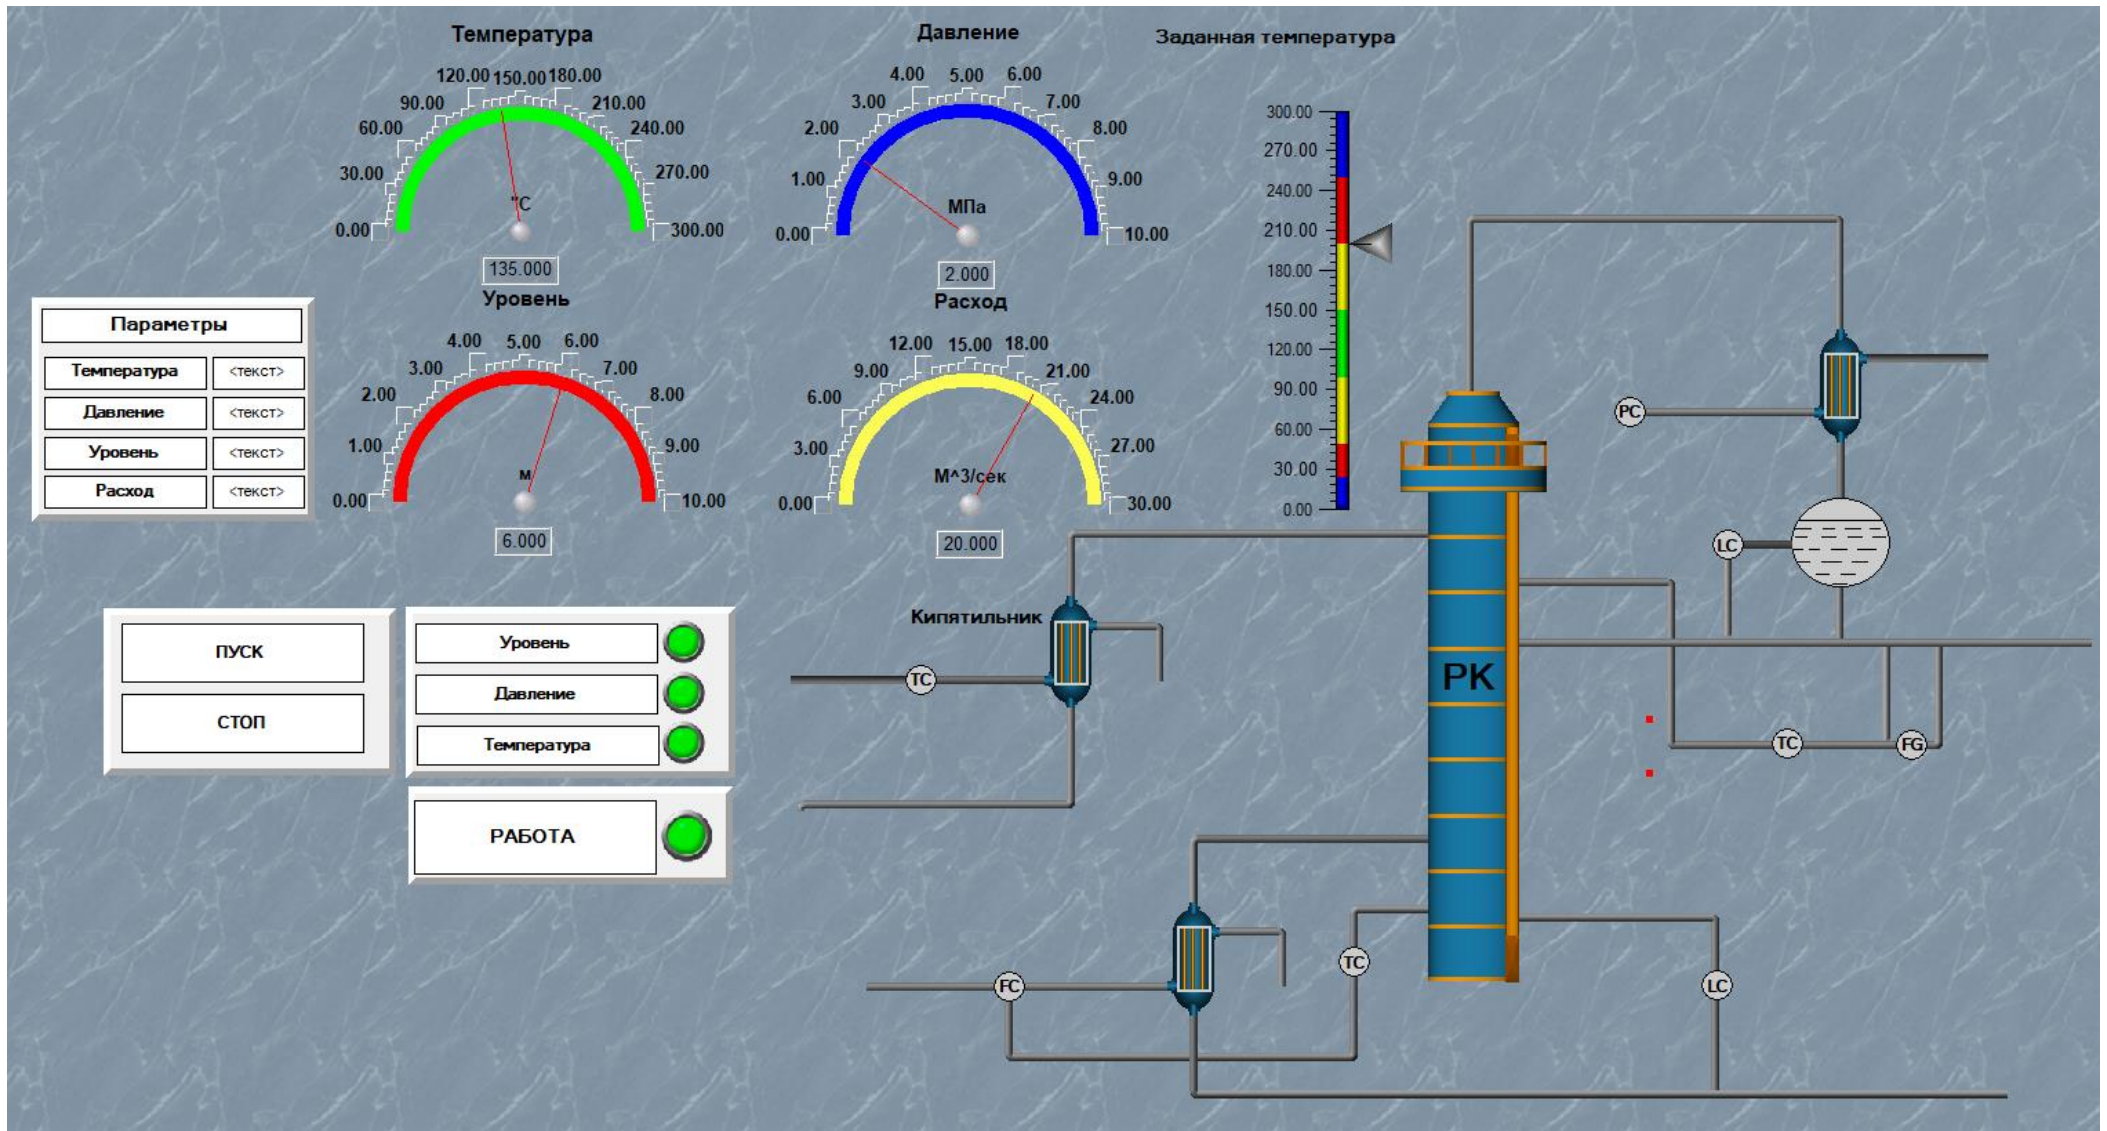 Температура
0.00
30.00
60.00
90.00
120.00
150.00
180.00
210.00
240.00
270.00
300.00
°C
135.000
Давление
0.00
1.00
2.00
3.00
4.00
5.00
6.00
7.00
8.00
9.00
10.00
МПа
2.000
Заданная температура
300.00
270.00
240.00
210.00
180.00
150.00
120.00
90.00
60.00
30.00
0.00
Параметры
Температура <текст>
Давление <текст>
Уровень <текст>
Расход <текст>
Уровень
0.00
1.00
2.00
3.00
4.00
5.00
6.00
7.00
8.00
9.00
10.00
м
6.000
Расход
0.00
3.00
6.00
9.00
12.00
15.00
18.00
21.00
24.00
27.00
30.00
М^3/сек
20.000
ПУСК
СТОП
Уровень
Давление
Температура
РАБОТА
Кипятильник
TC
PC
LC
РК
TC
FG
FC
TC
LC